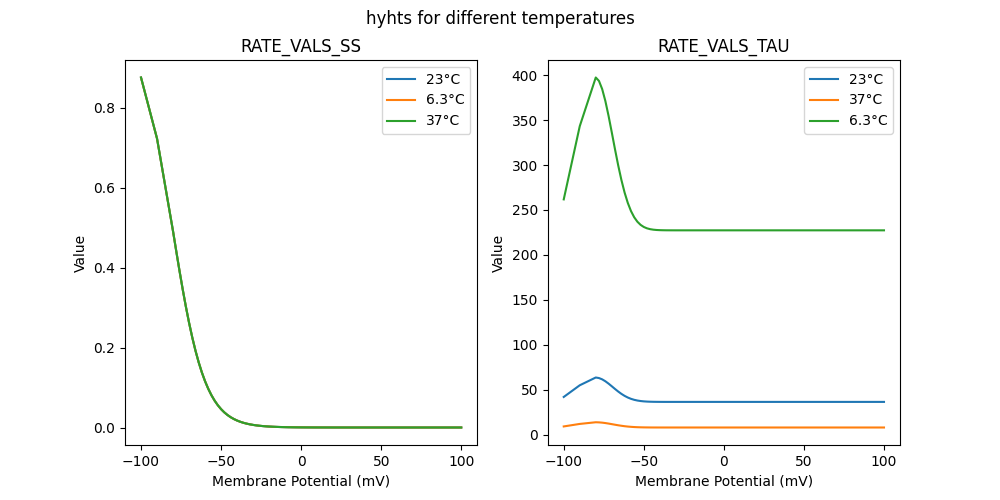 hyhts for different temperatures
RATE_VALS_SS
23°C
6.3°C
37°C
0.8
0.6
0.4
0.2
0.0
Value
−100
−50
0
50
100
Membrane Potential (mV)
RATE_VALS_TAU
23°C
37°C
6.3°C
400
350
300
250
200
150
100
50
0
Value
−100
−50
0
50
100
Membrane Potential (mV)